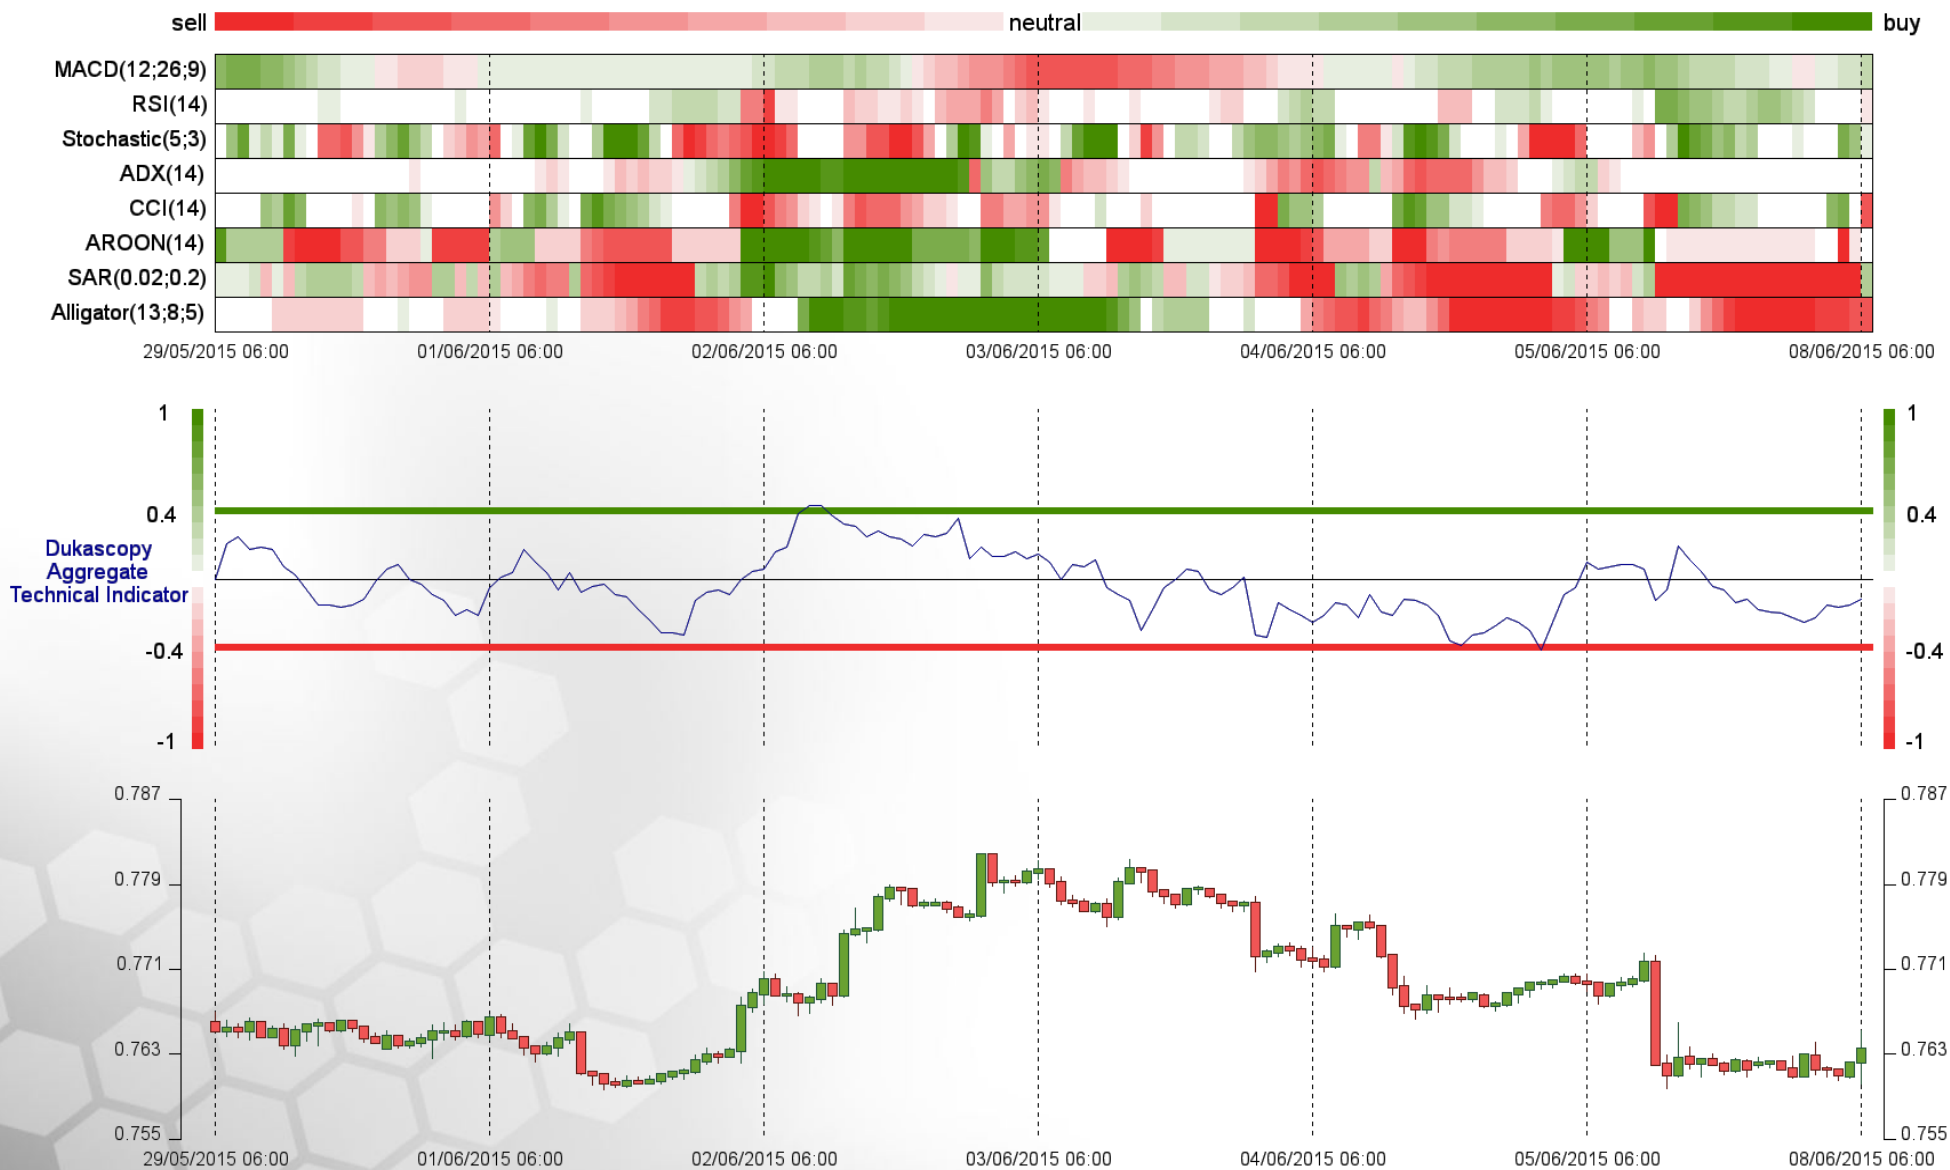 sell neutral buy
MACD(12;26;9)
RSI(14)
Stochastic(5;3)
ADX(14)
CCI(14)
AROON(14)
SAR(0.02;0.2)
Alligator(13;8;5)
29/05/2015 06:00 01/06/2015 06:00 02/06/2015 06:00 03/06/2015 06:00 04/06/2015 06:00 05/06/2015 06:00 08/06/2015 06:00
1 1
0.4 0.4
Dukascopy
Aggregate
Technical Indicator
-0.4 -0.4
-1 -1
0.787 0.787
0.779 0.779
0.771 0.771
0.763 0.763
0.755 0.755
29/05/2015 06:00 01/06/2015 06:00 02/06/2015 06:00 03/06/2015 06:00 04/06/2015 06:00 05/06/2015 06:00 08/06/2015 06:00